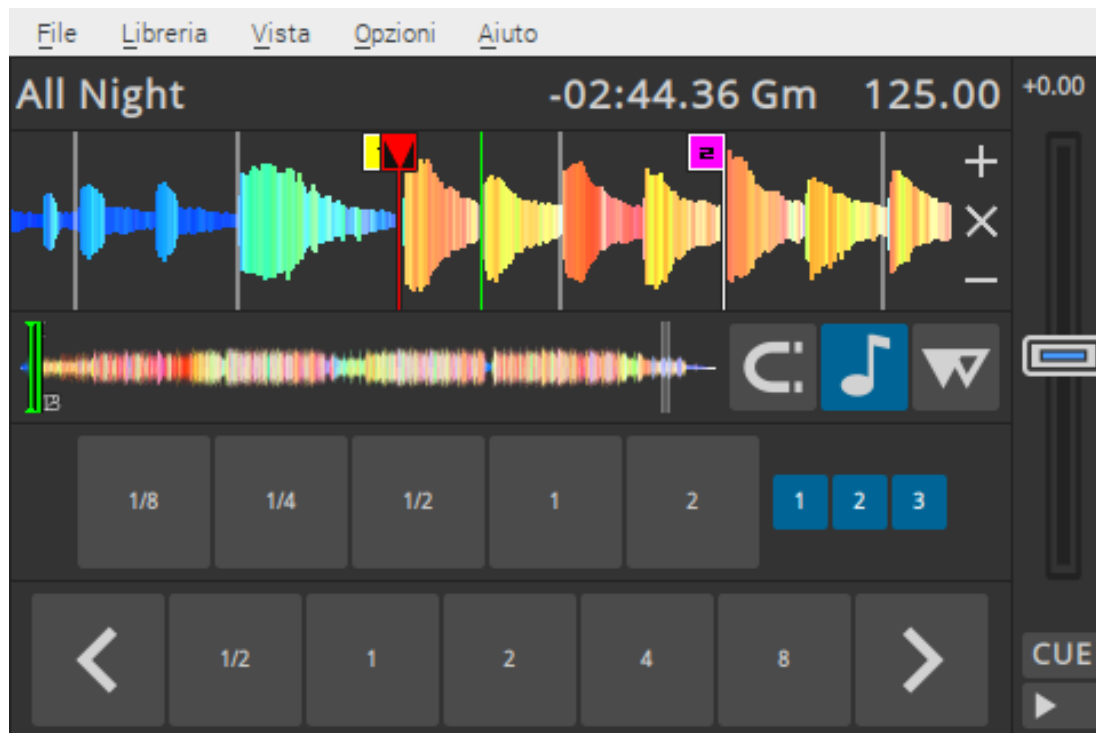 File Libreria Vista Opzioni Aiuto
All Night -02:44.36 Gm 125.00 +0.00
2
1/8 1/4 1/2 1 2 1 2 3
1/2 1 2 4 8 CUE